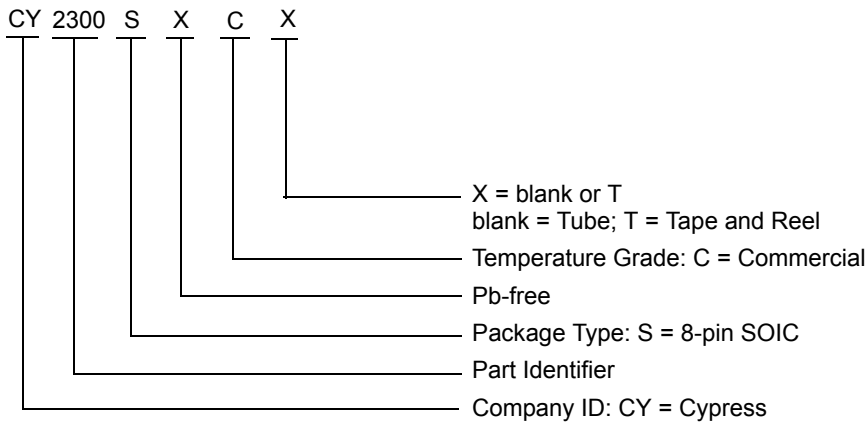 CY 2300 S X C X
X = blank or T
blank = Tube; T = Tape and Reel
Temperature Grade: C = Commercial
Pb-free
Package Type: S = 8-pin SOIC
Part Identifier
Company ID: CY = Cypress